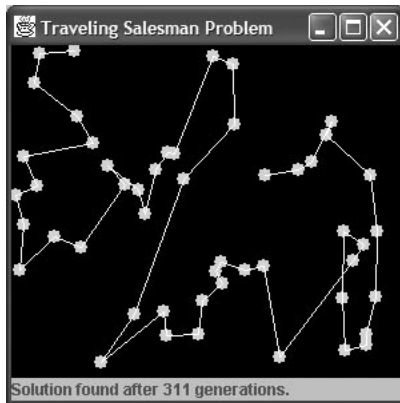 Traveling Salesman Problem
Solution found after 311 generations.